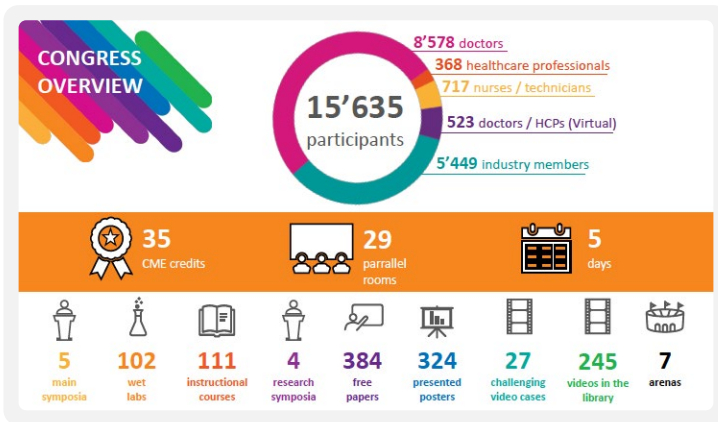 CONGRESS
OVERVIEW
15’635
participants
8’578 doctors
368 healthcare professionals
717 nurses / technicians
523 doctors / HCPs (Virtual)
5’449 industry members
35
CME credits
29
parrallel
rooms
5
days
5
main
symposia
102
wet
labs
111
instructional
courses
4
research
symposia
384
free
papers
324
presented
posters
27
challenging
video cases
245
videos in the
library
7
arenas